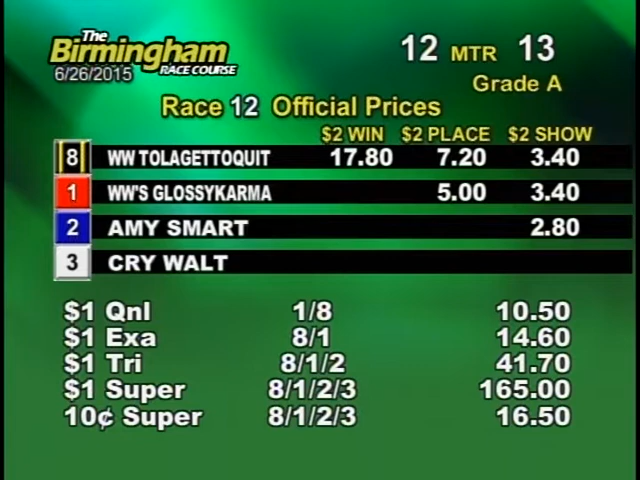 The
Birmingham
RACE COURSE
6/26/2015
12 MTR 13
Grade A
Race 12 Official Prices
$2 WIN $2 PLACE $2 SHOW
8 WW TOLAGETTOQUIT 17.80 7.20 3.40
1 WW'S GLOSSYKARMA 5.00 3.40
2 AMY SMART 2.80
3 CRY WALT
$1 Qnl 1/8 10.50
$1 Exa 8/1 14.60
$1 Tri 8/1/2 41.70
$1 Super 8/1/2/3 165.00
10¢ Super 8/1/2/3 16.50